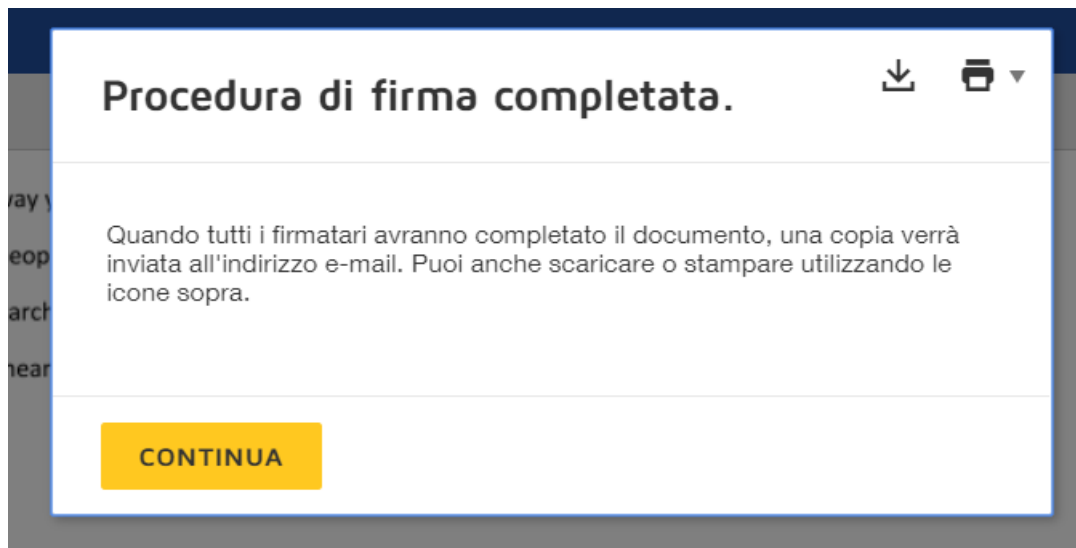 Procedura di firma completata.
Quando tutti i firmatari avranno completato il documento, una copia verrà
inviata all'indirizzo e-mail. Puoi anche scaricare o stampare utilizzando le
icone sopra.
CONTINUA